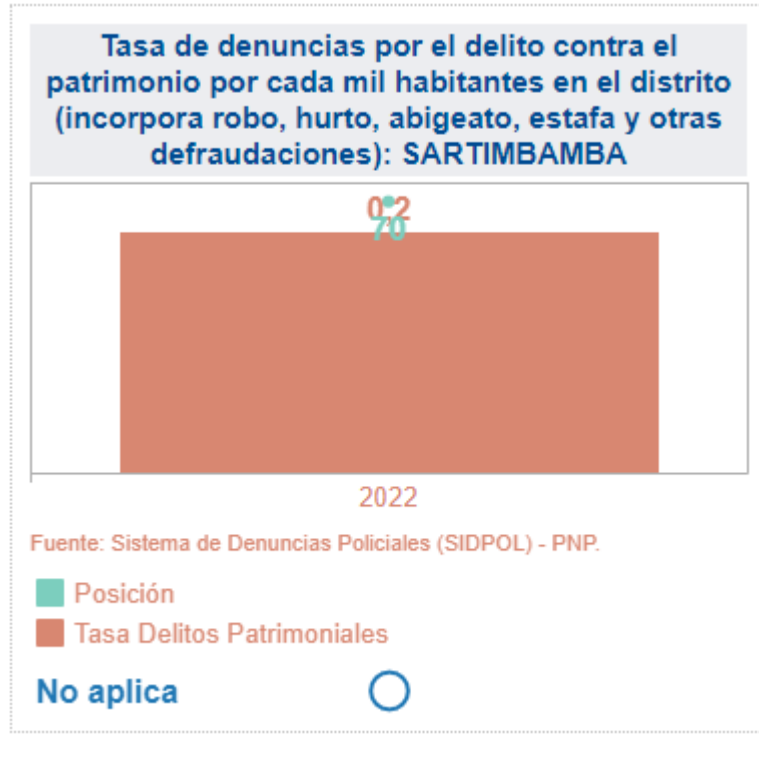 Tasa de denuncias por el delito contra el
patrimonio por cada mil habitantes en el distrito
(incorpora robo, hurto, abigeato, estafa y otras
defraudaciones): SARTIMBAMBA
0,2
70
2022
Fuente: Sistema de Denuncias Policiales (SIDPOL) - PNP.
Posición
Tasa Delitos Patrimoniales
No aplica